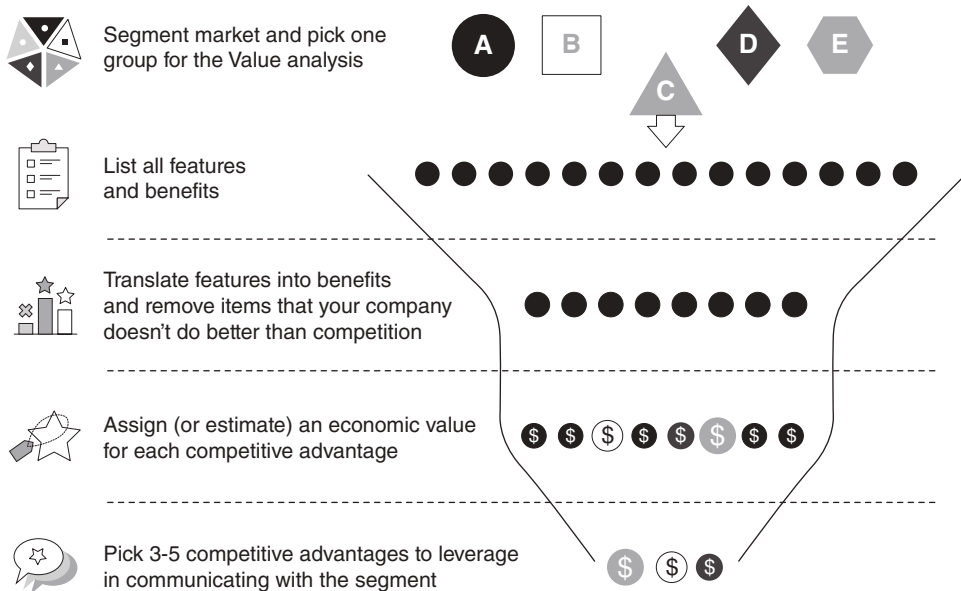 Segment market and pick one
group for the Value analysis
A B C D E
List all features
and benefits
Translate features into benefits
and remove items that your company
doesn't do better than competition
Assign (or estimate) an economic value
for each competitive advantage
$ $ $ $ $ $ $ $
Pick 3-5 competitive advantages to leverage
in communicating with the segment
$ $ $